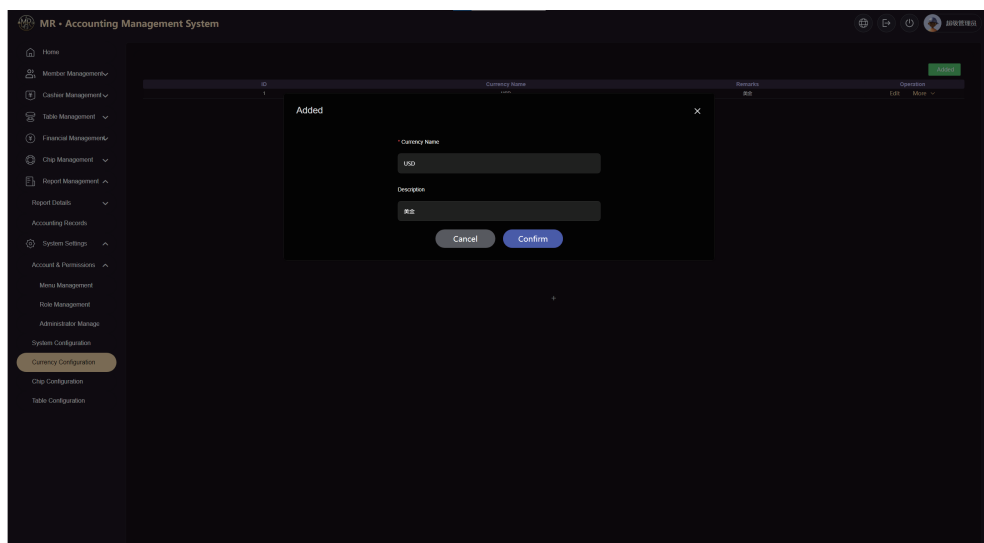 MR • Accounting Management System
超級管理員
Home
Member Management
Cashier Management
Table Management
Financial Management
Chip Management
Report Management
Report Details
Accounting Records
System Settings
Account & Permissions
Menu Management
Role Management
Administrator Manage
System Configuration
Currency Configuration
Chip Configuration
Table Configuration
Added
ID Currency Name Remarks Operation
1 USD 美金 Edit More
Added
* Currency Name
USD
Description
美金
Cancel Confirm